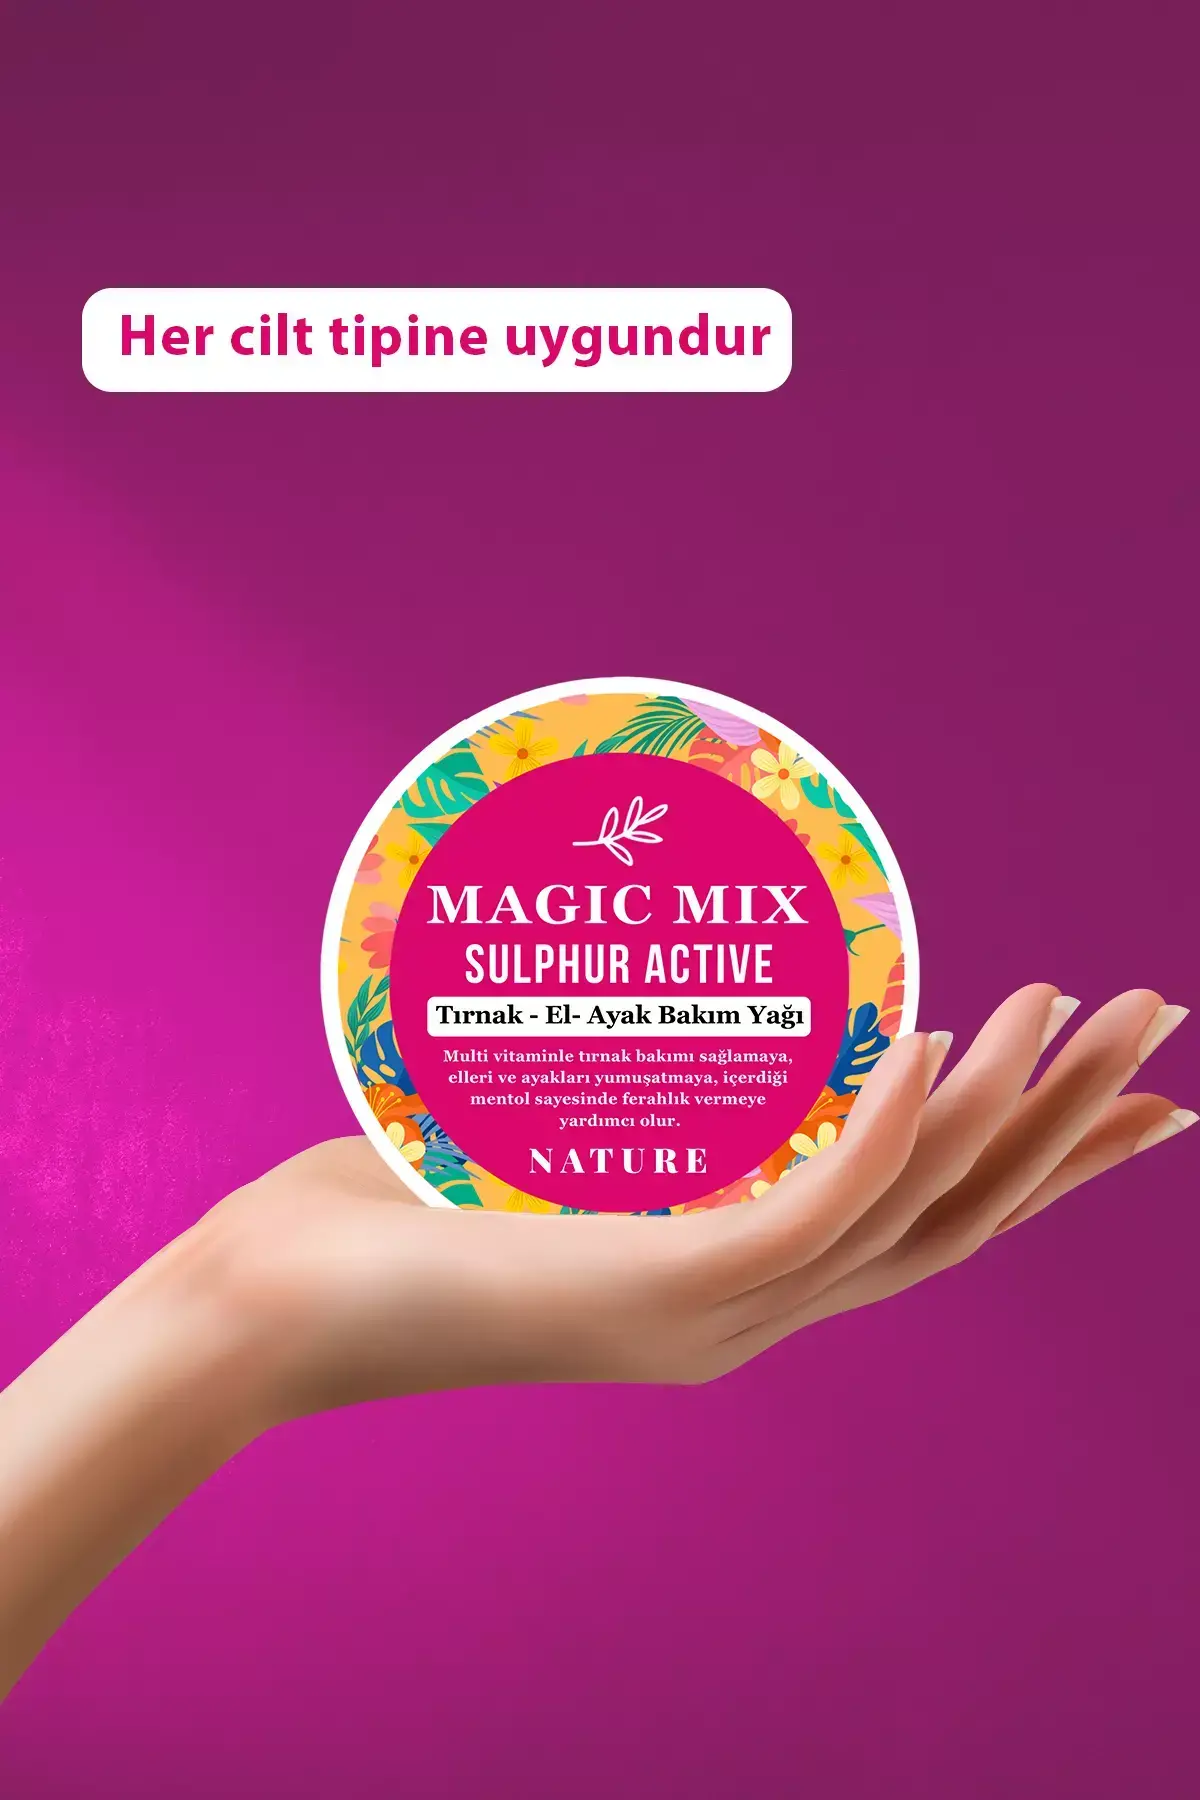 Her cilt tipine uygundur
MAGIC MIX
SULPHUR ACTIVE
Tırnak - El- Ayak Bakım Yağı
Multi vitaminle tırnak bakımı sağlamaya,
elleri ve ayakları yumuşatmaya, içerdiği
mentol sayesinde ferahlık vermeye
yardımcı olur.
NATURE